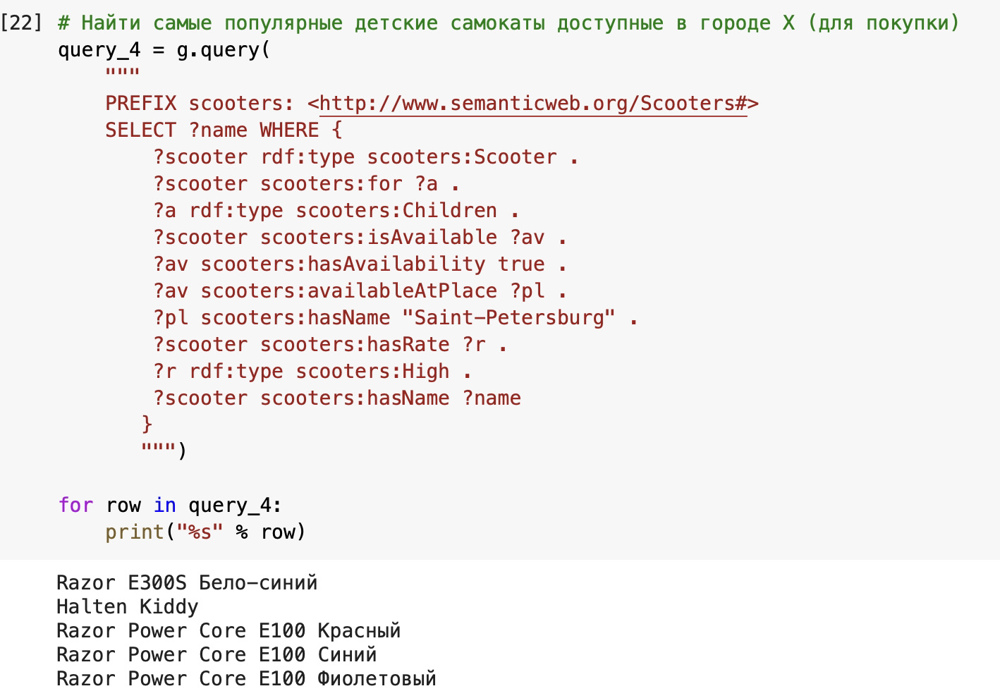 [22] # Найти самые популярные детские самокаты доступные в городе X (для покупки)
query_4 = g.query(
"""
PREFIX scooters: <http://www.semanticweb.org/Scooters#>
SELECT ?name WHERE {
?scooter rdf:type scooters:Scooter .
?scooter scooters:for ?a .
?a rdf:type scooters:Children .
?scooter scooters:isAvailable ?av .
?av scooters:hasAvailability true .
?av scooters:availableAtPlace ?pl .
?pl scooters:hasName "Saint-Petersburg" .
?scooter scooters:hasRate ?r .
?r rdf:type scooters:High .
?scooter scooters:hasName ?name
}
""")
for row in query_4:
print("%s" % row)
Razor E300S Бело-синий
Halten Kiddy
Razor Power Core E100 Красный
Razor Power Core E100 Синий
Razor Power Core E100 Фиолетовый